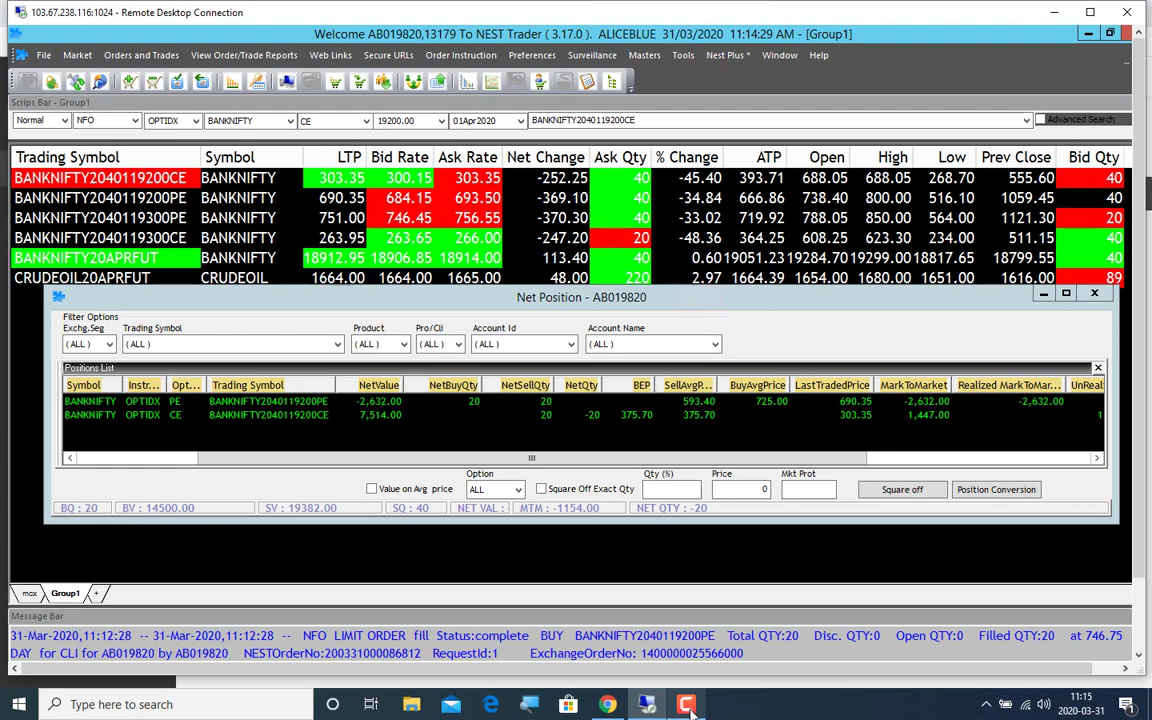 103.67.238.116:1024 - Remote Desktop Connection
Welcome AB019820,13179 To NEST Trader ( 3.17.0 ). ALICEBLUE 31/03/2020 11:14:29 AM - [Group1]
File Market Orders and Trades View Order/Trade Reports Web Links Secure URLs Order Instruction Preferences Surveillance Masters Tools Nest Plus * Window Help
Scrips Bar - Group1
Normal NFO OPTIDX BANKNIFTY CE 19200.00 01Apr2020 BANKNIFTY2040119200CE Advanced Search
Trading Symbol Symbol LTP Bid Rate Ask Rate Net Change Ask Qty % Change ATP Open High Low Prev Close Bid Qty
BANKNIFTY2040119200CE BANKNIFTY 303.35 300.15 303.35 -252.25 40 -45.40 393.71 688.05 688.05 268.70 555.60 40
BANKNIFTY2040119200PE BANKNIFTY 690.35 684.15 693.50 -369.10 40 -34.84 666.86 738.40 800.00 516.10 1059.45 40
BANKNIFTY2040119300PE BANKNIFTY 751.00 746.45 756.55 -370.30 40 -33.02 719.92 788.05 850.00 564.00 1121.30 20
BANKNIFTY2040119300CE BANKNIFTY 263.95 263.65 266.00 -247.20 20 -48.36 364.25 608.25 623.30 234.00 511.15 40
BANKNIFTY20APRFUT BANKNIFTY 18912.95 18906.85 18914.00 113.40 40 0.60 19051.23 19284.70 19299.00 18817.65 18799.55 40
CRUDEOIL20APRFUT CRUDEOIL 1664.00 1664.00 1665.00 48.00 220 2.97 1664.39 1654.00 1680.00 1651.00 1616.00 89
Net Position - AB019820
Filter Options
Exchg.Seg Trading Symbol Product Pro/Cli Account Id Account Name
(ALL ) (ALL ) (ALL ) (ALL ) (ALL ) (ALL )
Positions List
Symbol Instr... Opt... Trading Symbol NetValue NetBuyQty NetSellQty NetQty BEP SellAvgP... BuyAvgPrice LastTradedPrice MarkToMarket Realized MarkToMar... UnReal
BANKNIFTY OPTIDX PE BANKNIFTY2040119200PE -2,632.00 20 20 593.40 725.00 690.35 -2,632.00 -2,632.00
BANKNIFTY OPTIDX CE BANKNIFTY2040119200CE 7,514.00 20 -20 375.70 375.70 303.35 1,447.00 1
Option Qty (%) Price Mkt Prot
Value on Avg price ALL Square Off Exact Qty 0 Square off Position Conversion
BQ : 20 BV : 14500.00 SV : 19382.00 SQ : 40 NET VAL : MTM : -1154.00 NET QTY : -20
mcx Group1 +
Message Bar
31-Mar-2020,11:12:28 -- 31-Mar-2020,11:12:28 -- NFO LIMIT ORDER fill Status:complete BUY BANKNIFTY2040119200PE Total QTY:20 Disc. QTY:0 Open QTY:0 Filled QTY:20 at 746.75
DAY for CLI for AB019820 by AB019820 NESTOrderNo:200331000086812 RequestId:1 ExchangeOrderNo: 1400000025566000
Type here to search
11:15
2020-03-31
1